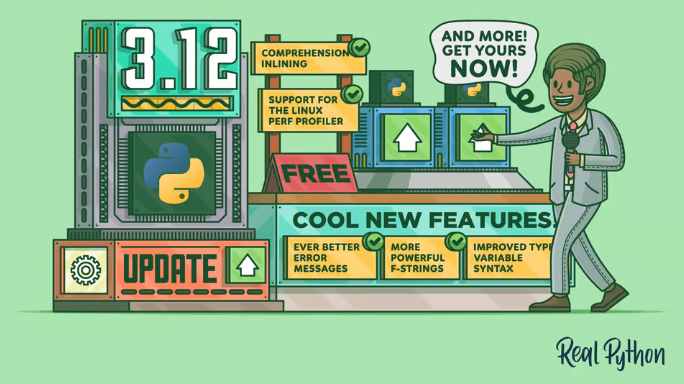 3.12
COMPREHENSION
INLINING
SUPPORT FOR
THE LINUX
PERF PROFILER
AND MORE!
GET YOURS
NOW!
FREE
COOL NEW FEATURES!
EVER BETTER
ERROR
MESSAGES
MORE
POWERFUL
F-STRINGS
IMPROVED TYPE
VARIABLE
SYNTAX
UPDATE
Real Python